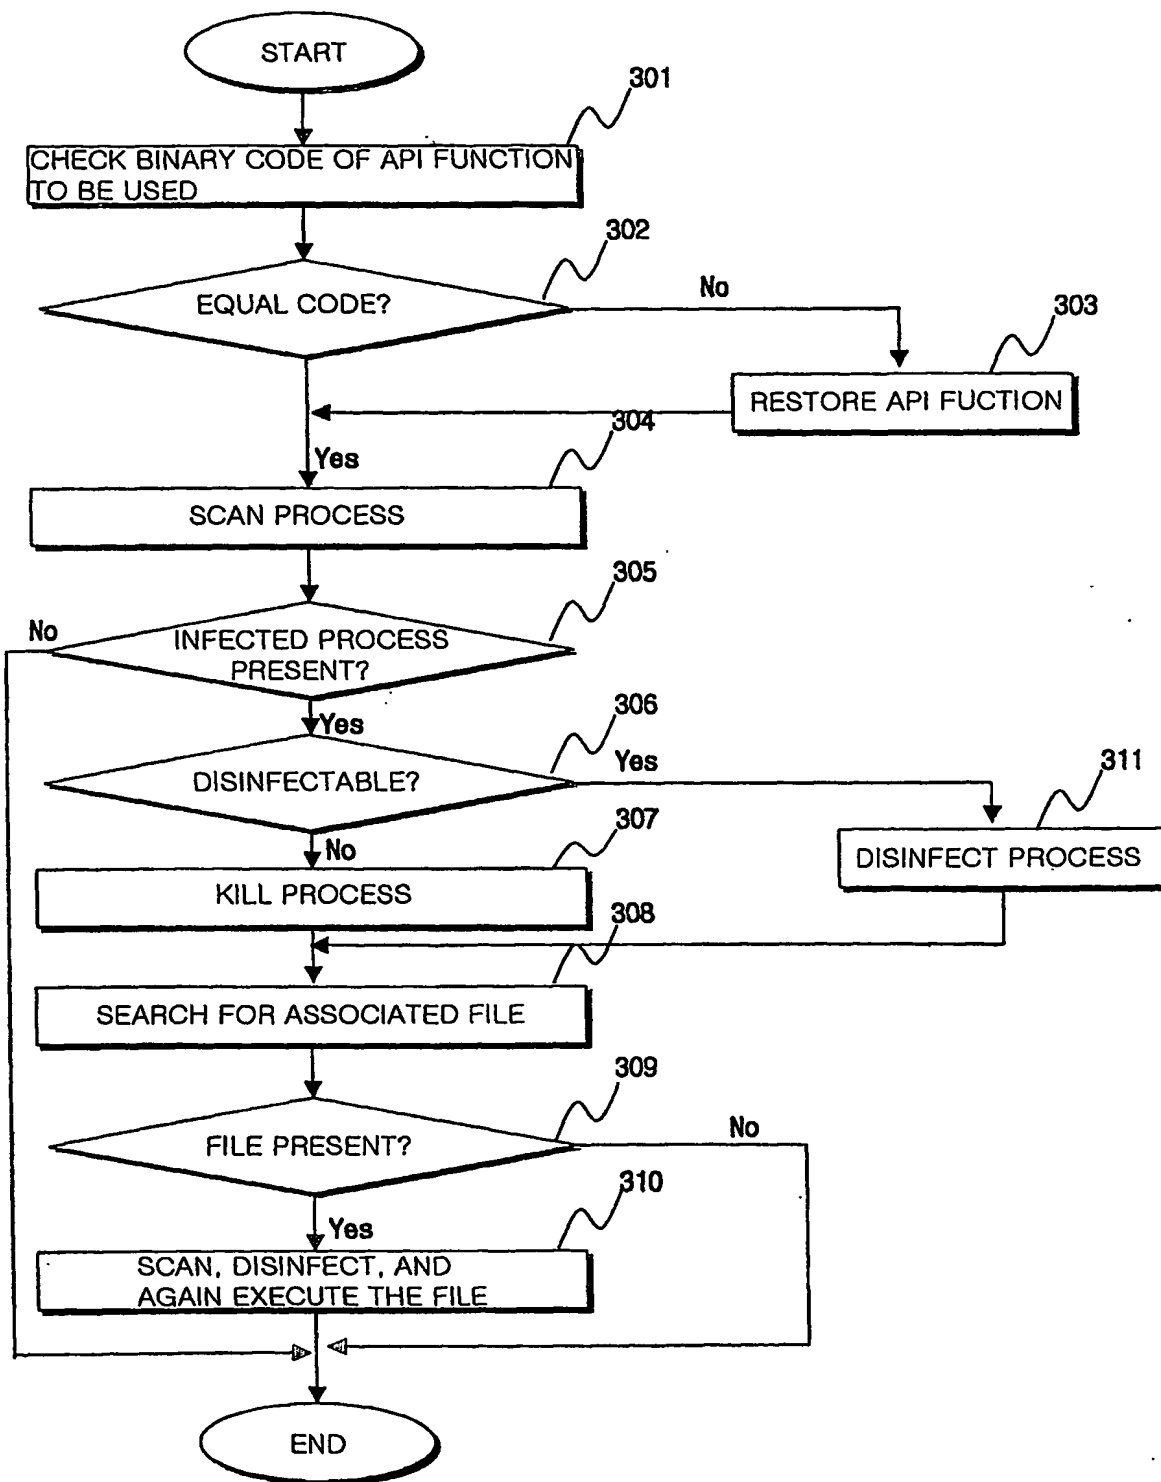 START
301
CHECK BINARY CODE OF API FUNCTION
TO BE USED
302
EQUAL CODE?
No
303
RESTORE API FUCTION
304
Yes
SCAN PROCESS
305
No
INFECTED PROCESS
PRESENT?
Yes
306
DISINFECTABLE?
Yes
311
DISINFECT PROCESS
307
No
KILL PROCESS
308
SEARCH FOR ASSOCIATED FILE
309
FILE PRESENT?
No
310
Yes
SCAN, DISINFECT, AND
AGAIN EXECUTE THE FILE
END